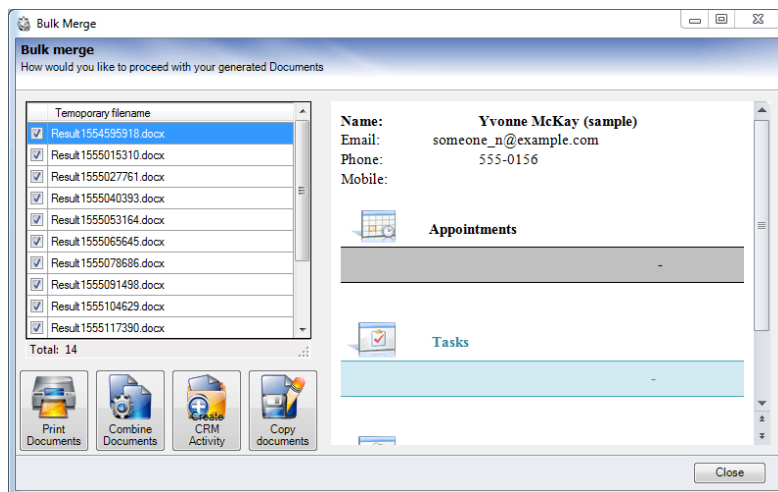 Bulk Merge
Bulk merge
How would you like to proceed with your generated Documents
Temoporary filename
Result1554595918.docx
Result1555015310.docx
Result1555027761.docx
Result1555040393.docx
Result1555053164.docx
Result1555065645.docx
Result1555078686.docx
Result1555091498.docx
Result1555104629.docx
Result1555117390.docx
Total: 14
Print
Documents
Combine
Documents
Create
CRM
Activity
Copy
documents
Name: Yvonne McKay (sample)
Email: someone_n@example.com
Phone: 555-0156
Mobile:
Appointments
-
Tasks
-
Close